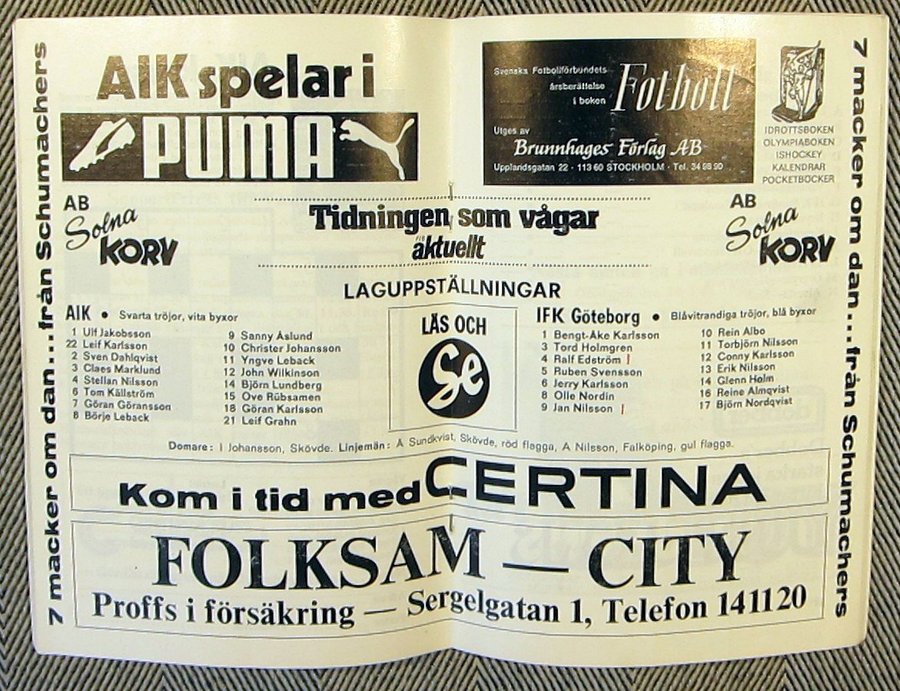 AIK spelar i
PUMA
Svenska Fotbollförbundets
årsberättelse
i boken
Fotboll
Utges av
Brunnhages Förlag AB
Upplandsgatan 22 · 113 60 STOCKHOLM · Tel. 34 98 90
IDROTTSBOKEN
OLYMPIABOKEN
ISHOCKEY
KALENDRAR
POCKETBÖCKER
7 macker om dan...från Schumachers
7 macker om dan...från Schumachers
AB
Solna
KORV
Tidningen som vågar
aktuellt
AB
Solna
KORV
LAGUPPSTÄLLNINGAR
AIK • Svarta tröjor, vita byxor
1 Ulf Jakobsson
22 Leif Karlsson
2 Sven Dahlqvist
3 Claes Marklund
4 Stellan Nilsson
6 Tom Källström
7 Göran Göransson
8 Börje Leback
9 Sanny Åslund
10 Christer Johansson
11 Yngve Leback
12 John Wilkinson
14 Björn Lundberg
15 Ove Rübsamen
18 Göran Karlsson
21 Leif Grahn
LÄS OCH
Se
IFK Göteborg • Blåvitrandiga tröjor, blå byxor
1 Bengt-Åke Karlsson
3 Tord Holmgren
4 Ralf Edström
5 Ruben Svensson
6 Jerry Karlsson
8 Olle Nordin
9 Jan Nilsson
10 Rein Albo
11 Torbjörn Nilsson
12 Conny Karlsson
13 Erik Nilsson
14 Glenn Holm
16 Reine Almqvist
17 Björn Nordqvist
Domare: I Johansson, Skövde. Linjemän: A Sundkvist, Skövde, röd flagga, A Nilsson, Falköping, gul flagga.
Kom i tid med CERTINA
FOLKSAM — CITY
Proffs i försäkring — Sergelgatan 1, Telefon 141120